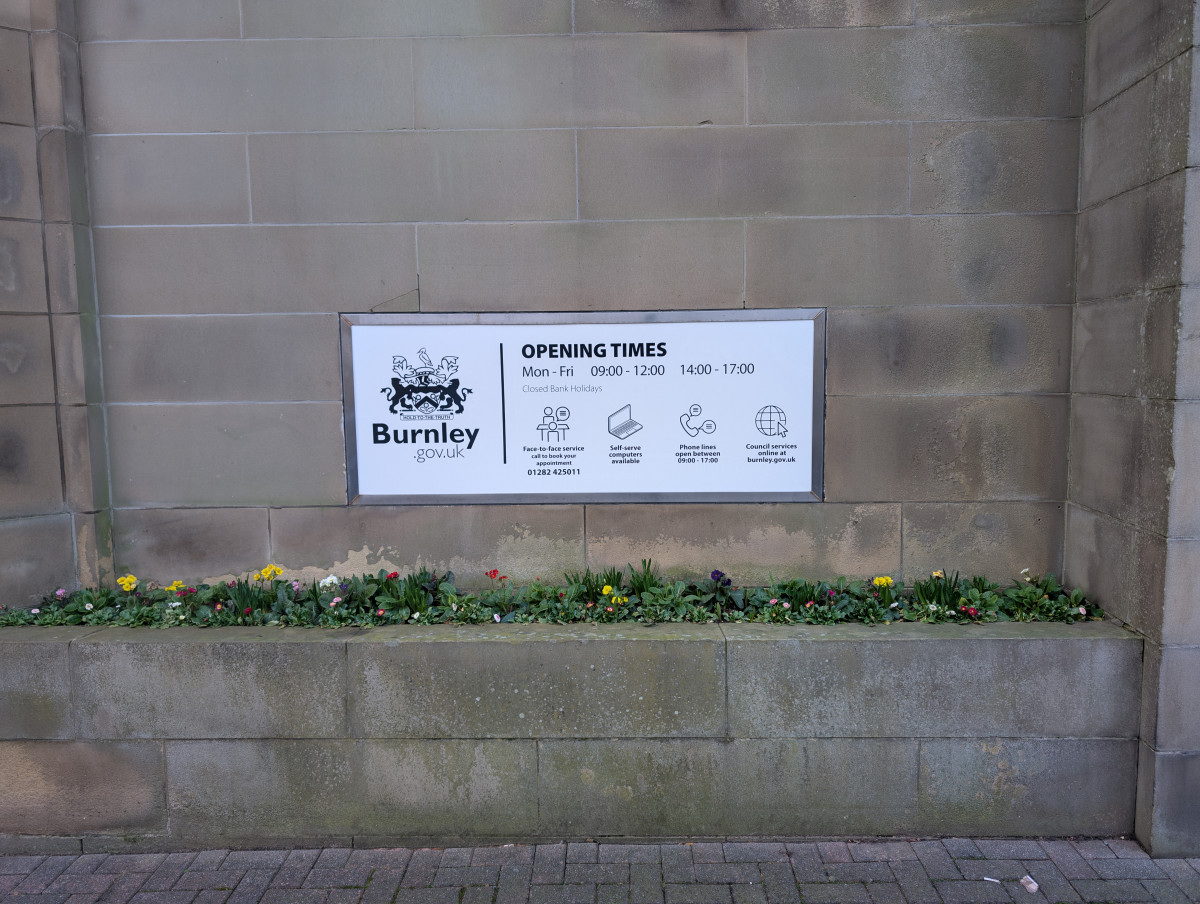 HOLD TO THE TRUTH
Burnley
.gov.uk
OPENING TIMES
Mon - Fri 09:00 - 12:00 14:00 - 17:00
Closed Bank Holidays
Face-to-face service
call to book your
appointment
01282 425011
Self-serve
computers
available
Phone lines
open between
09:00 - 17:00
Council services
online at
burnley.gov.uk